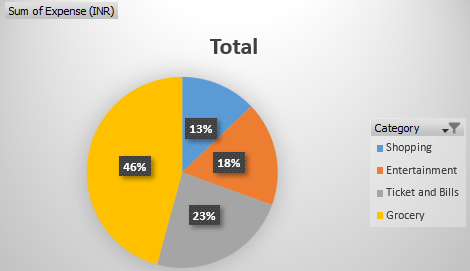 Sum of Expense (INR)
Total
13%
18%
23%
46%
Category
Shopping
Entertainment
Ticket and Bills
Grocery